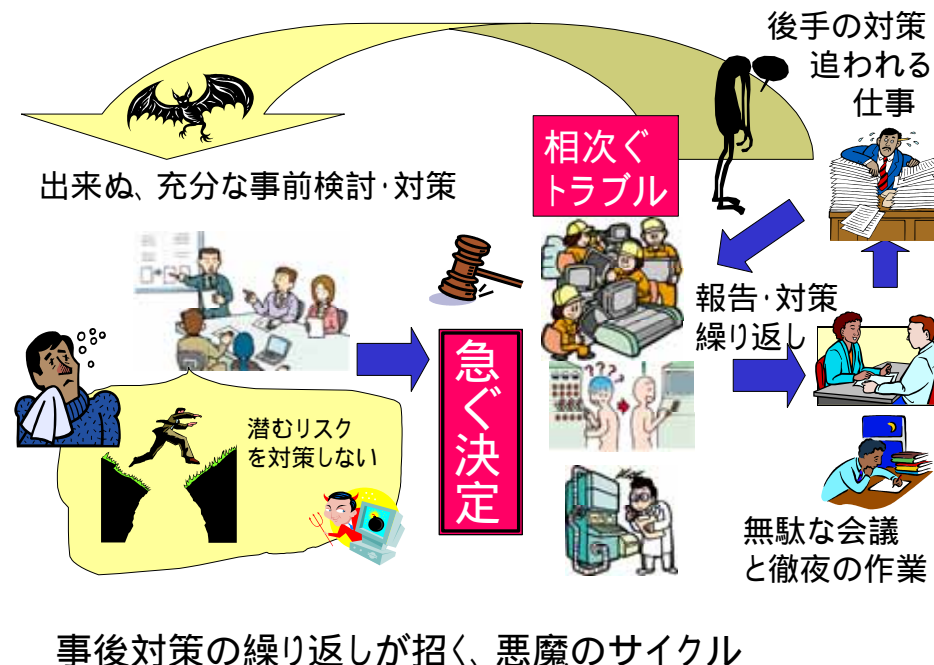 後手の対策
追われる
仕事
相次ぐ
トラブル
出来ぬ、充分な事前検討・対策
報告・対策
繰り返し
急ぐ決定
潜むリスク
を対策しない
???
無駄な会議
と徹夜の作業
事後対策の繰り返しが招く、悪魔のサイクル